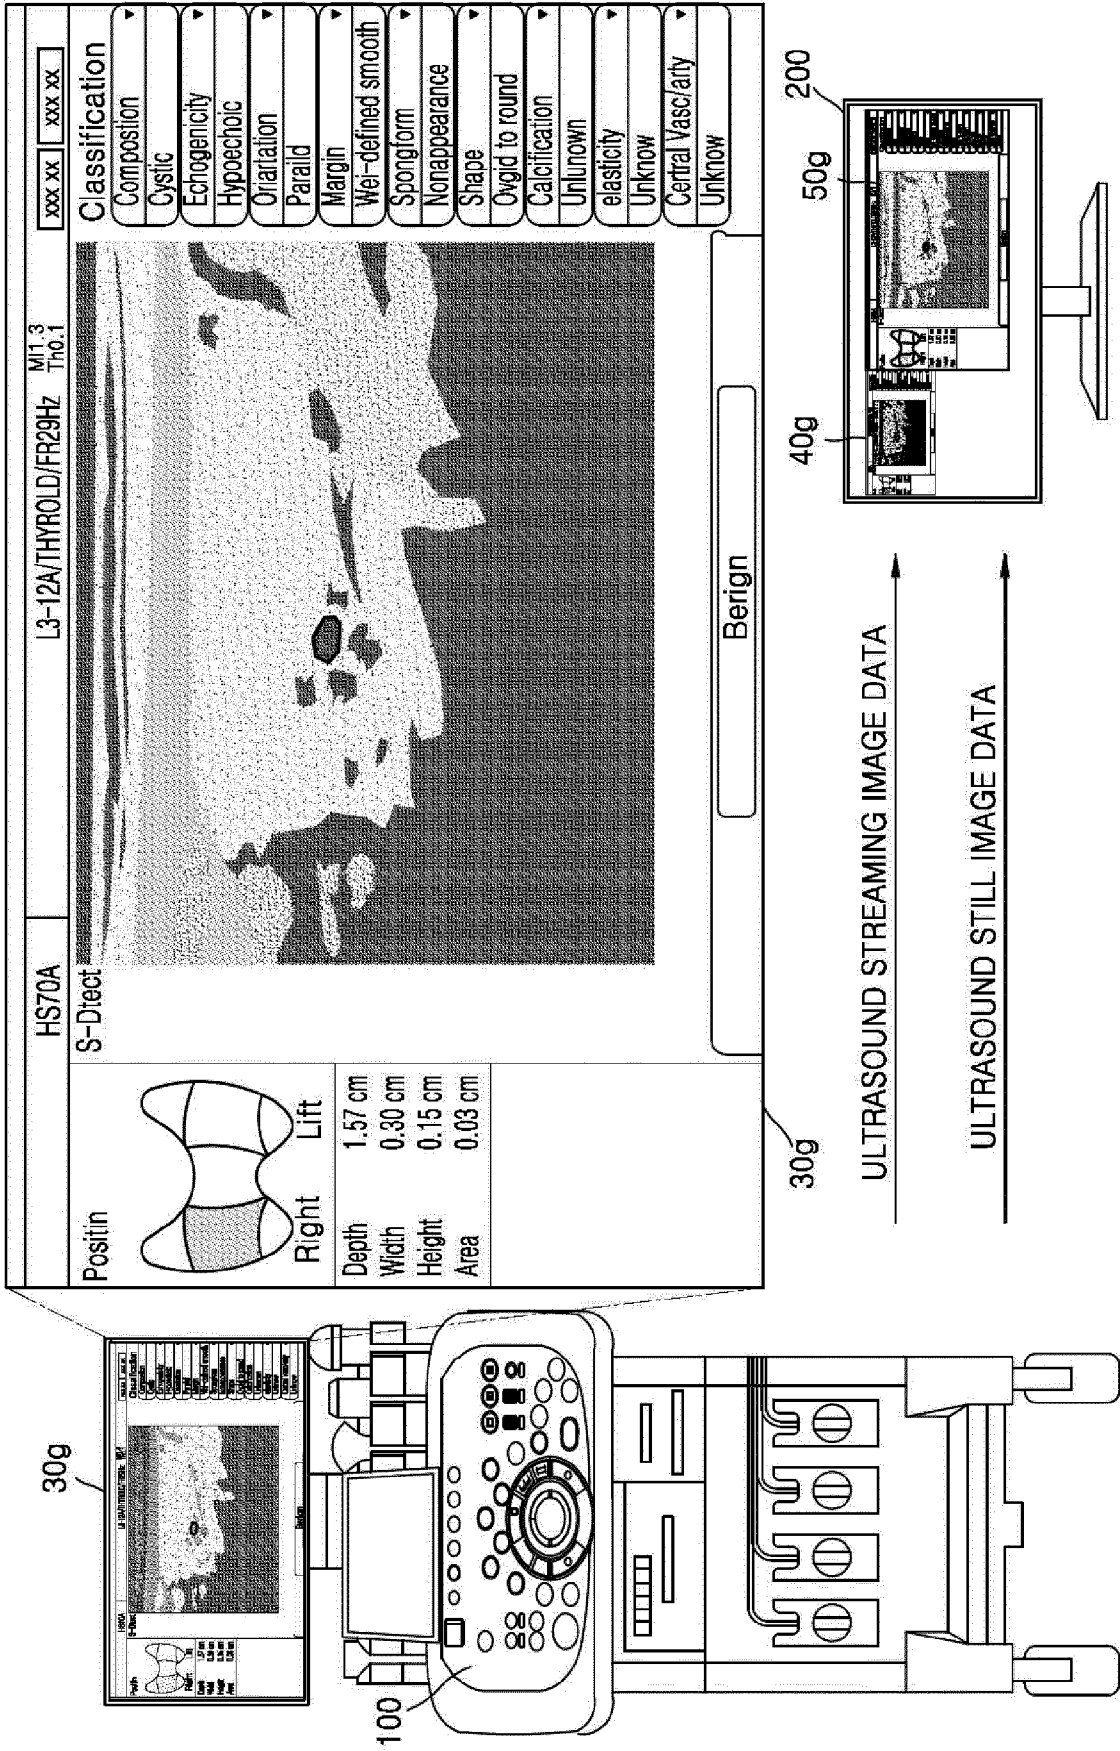 HS70A
L3-12A/THYROLD/FR29Hz
MI1.3
Tho.1
xxx xx
xxx xx
Positin
Right
Lift
Depth 1.57 cm
Width 0.30 cm
Height 0.15 cm
Area 0.03 cm
S-Dtect
Classification
Compostion
Cystic
Echogenicity
Hypoechoic
Oriatation
Paraild
Maigin
Wei-defined smooth
Spongform
Nonappearance
Shape
Ovgid to round
Calcification
Unlunown
elasticity
Unknow
Central Vasc/arty
Unknow
Berign
30g
30g
100
ULTRASOUND STREAMING IMAGE DATA
ULTRASOUND STILL IMAGE DATA
40g
50g
200